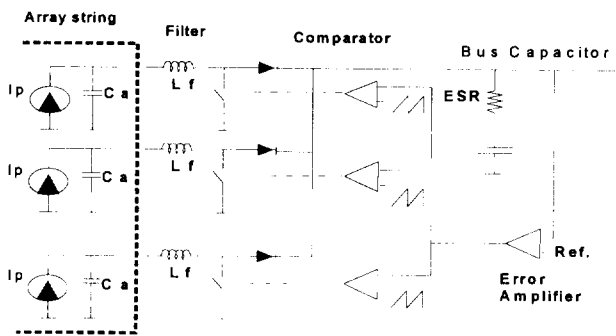 Array string
Filter
Comparator
Bus Capacitor
Ip
Ca
Lf
ESR
Ip
Ca
Lf
Ip
Ca
Lf
Ref.
Error
Amplifier